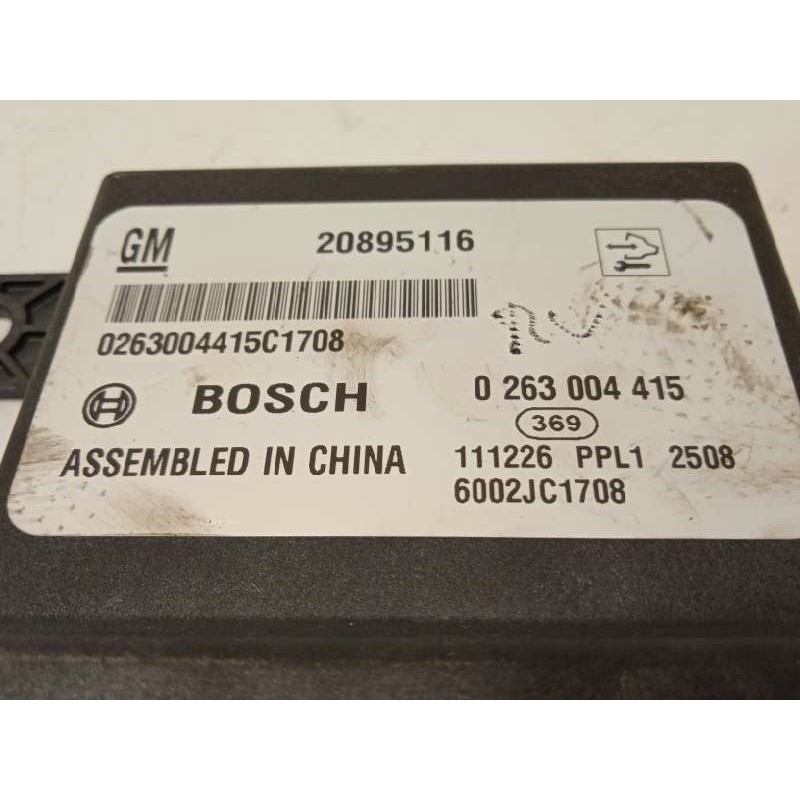 GM 20895116
0263004415C1708
BOSCH 0 263 004 415
369
ASSEMBLED IN CHINA 111226 PPL1 2508
6002JC1708